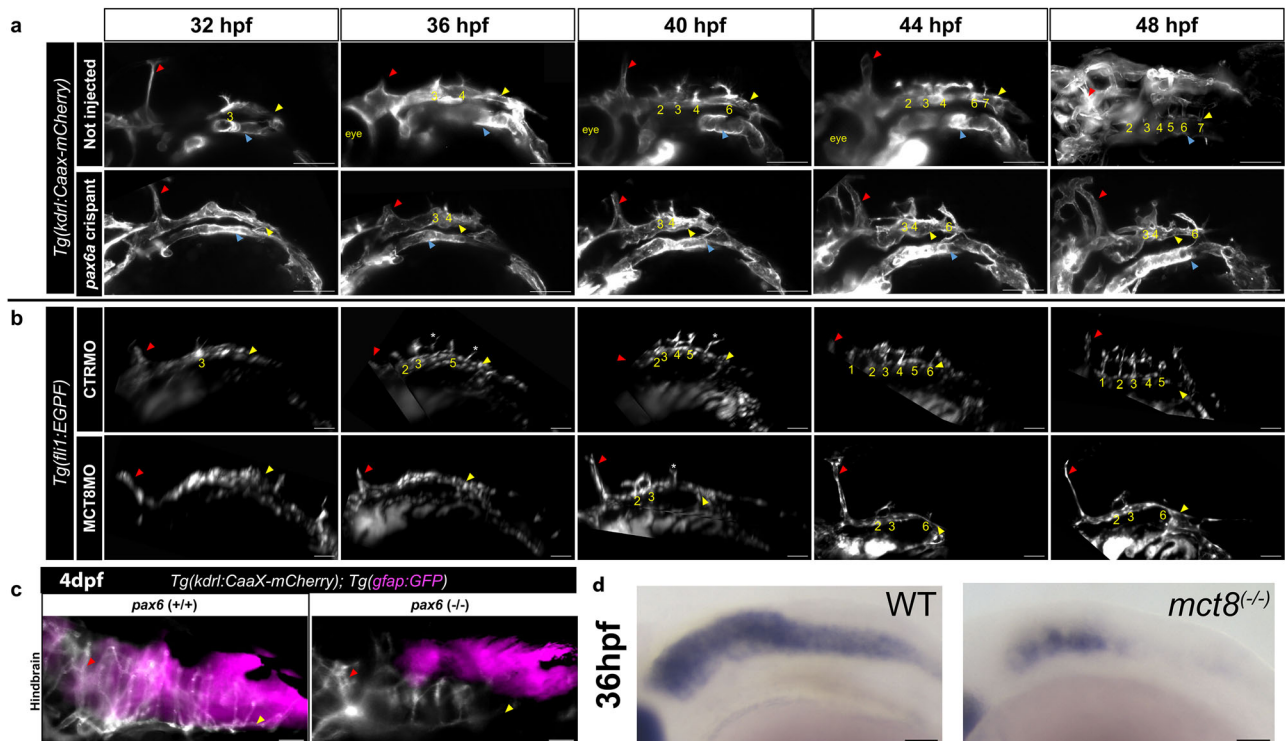 a
32 hpf
36 hpf
40 hpf
44 hpf
48 hpf
Tg(kdrl:Caax-mCherry)
Not injected
3
eye
4
eye
2 3 4 6
eye
2 3 4 6 7
2 3 4 5 6 7
pax6a crispant
3 4
3 4
3 4 6
3 4 6
b
Tg(fli1:EGPF)
CTRMO
3
*
*
2 3 5
*
2 3 4 5
1 2 3 4 5 6
1 2 3 4 5
MCT8MO
*
2 3
2 3 6
2 3 6
c
4dpf
Tg(kdrl:CaaX-mCherry); Tg(gfap:GFP)
pax6 (+/+)
pax6 (-/-)
Hindbrain
d
36hpf
WT
mct8(-/-)